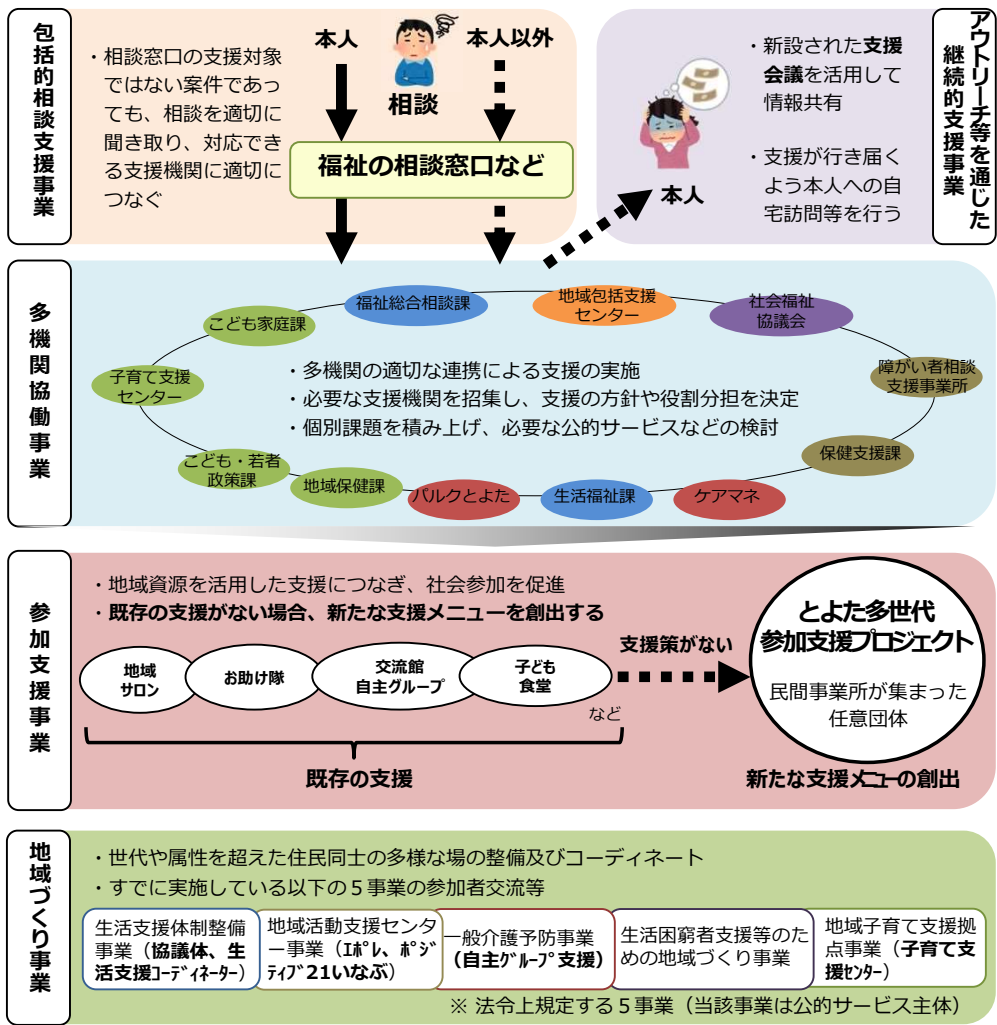 包括的相談支援事業
・相談窓口の支援対象
ではない案件であっ
ても、相談を適切に
聞き取り、対応でき
る支援機関に適切に
つなぐ
本人
本人以外
相談
福祉の相談窓口など
アウトリーチ等を通じた
継続的支援事業
・新設された支援
会議を活用して
情報共有
・支援が行き届く
よう本人への自
宅訪問等を行う
本人
多機関協働事業
福祉総合相談課
地域包括支援
センター
社会福祉
協議会
こども家庭課
障がい者相談
支援事業所
子育て支援
センター
・多機関の適切な連携による支援の実施
・必要な支援機関を招集し、支援の方針や役割分担を決定
・個別課題を積み上げ、必要な公的サービスなどの検討
保健支援課
こども・若者
政策課
地域保健課
パルクとよた
生活福祉課
ケアマネ
参加支援事業
・地域資源を活用した支援につなぎ、社会参加を促進
・既存の支援がない場合、新たな支援メニューを創出する
地域
サロン
お助け隊
交流館
自主グループ
子ども
食堂
など
既存の支援
支援策がない
とよた多世代
参加支援プロジェクト
民間事業所が集まった
任意団体
新たな支援メニューの創出
地域づくり事業
・世代や属性を超えた住民同士の多様な場の整備及びコーディネート
・すでに実施している以下の５事業の参加者交流等
生活支援体制整備
事業（協議体、生
活支援ｺｰﾃﾞｨﾈｰﾀｰ）
地域活動支援センタ
ー事業（ｴﾎﾟﾚ、ﾎﾟｼﾞ
ﾃｨﾌﾞ21いなぶ）
一般介護予防事業
（自主ｸﾞﾙｰﾌﾟ支援）
生活困窮者支援等のた
めの地域づくり事業
地域子育て支援拠
点事業（子育て支
援ｾﾝﾀｰ）
※ 法令上規定する５事業（当該事業は公的サービス主体）